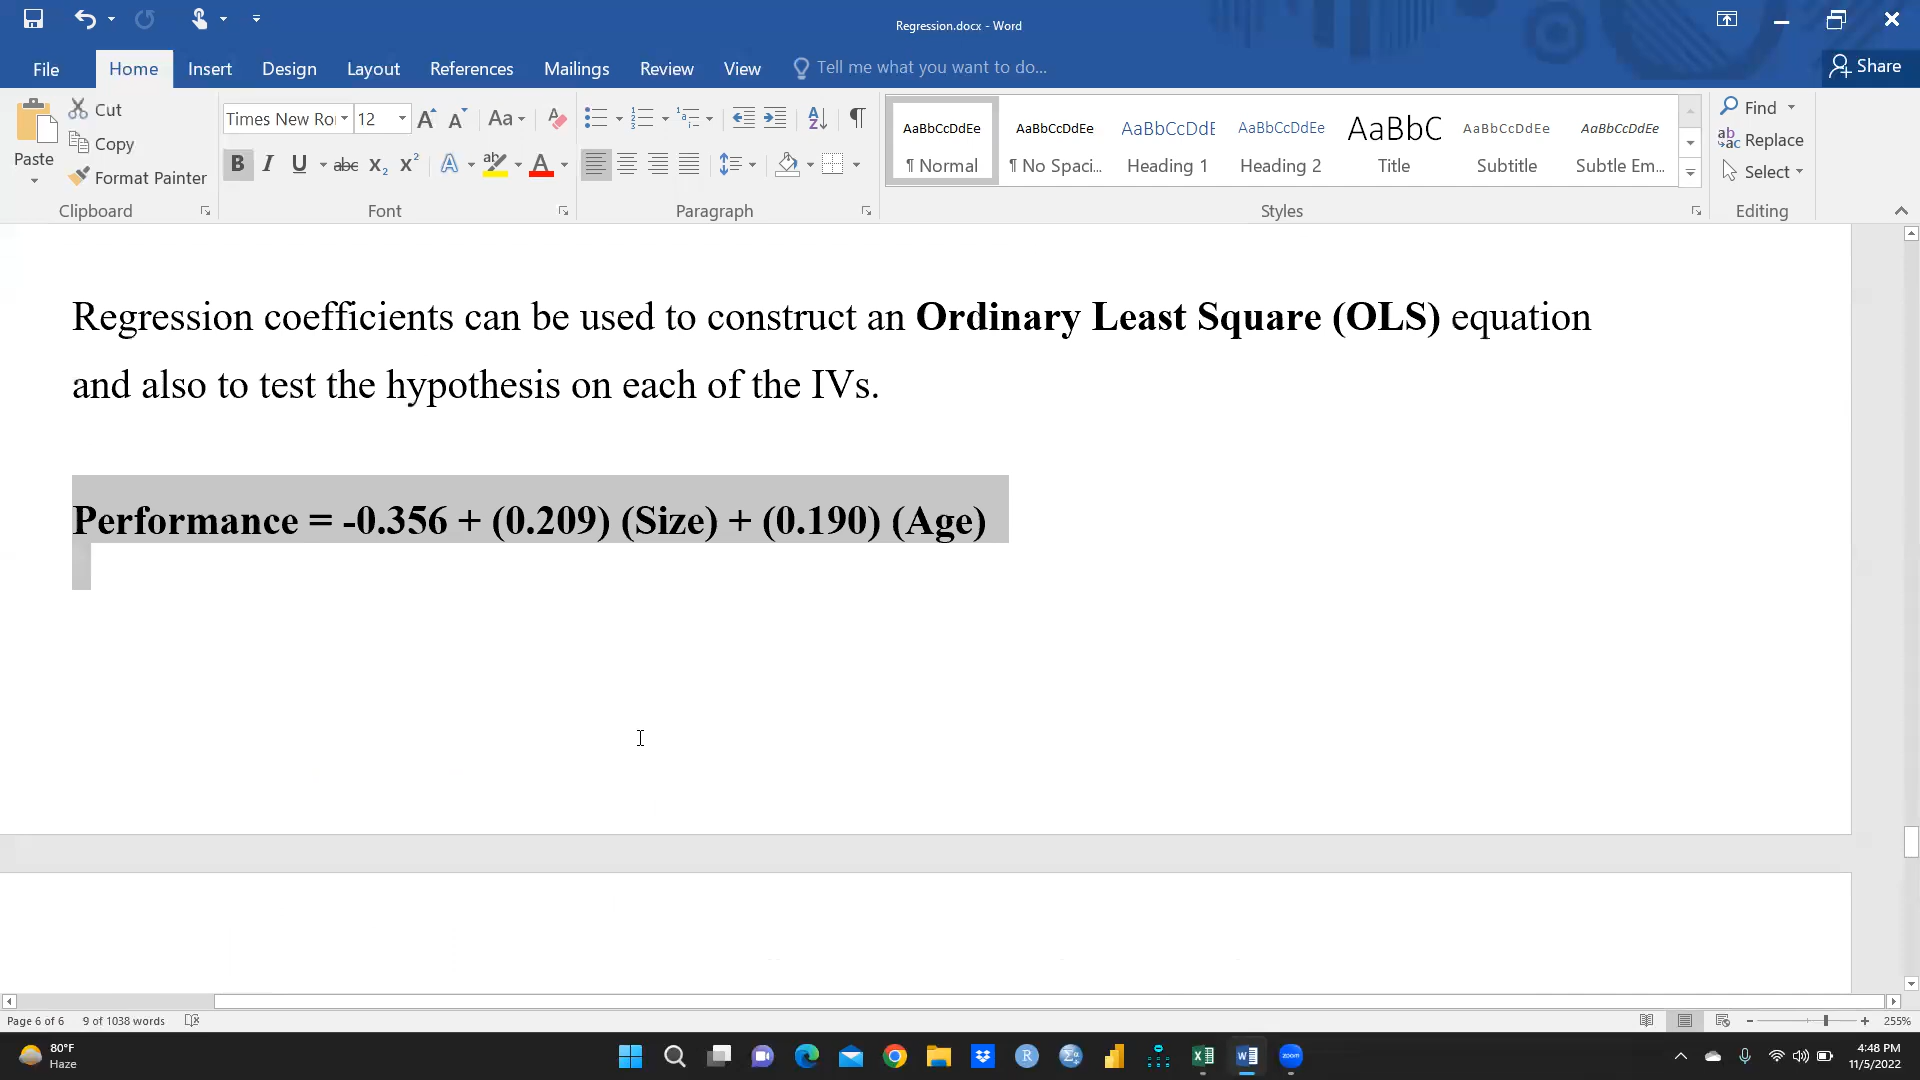 Regression.docx - Word
File Home Insert Design Layout References Mailings Review View Tell me what you want to do... Share
Paste
Cut
Copy
Format Painter
Clipboard
Times New Ro 12
Font
Paragraph
AaBbCcDdEe AaBbCcDdEe AaBbCcDdE AaBbCcDdEe AaBbC AaBbCcDdEe AaBbCcDdEe
¶ Normal ¶ No Spaci... Heading 1 Heading 2 Title Subtitle Subtle Em...
Styles
Find
Replace
Select
Editing
Regression coefficients can be used to construct an Ordinary Least Square (OLS) equation
and also to test the hypothesis on each of the IVs.
Performance = -0.356 + (0.209) (Size) + (0.190) (Age)
Page 6 of 6 9 of 1038 words 255%
80°F
Haze
zoom
4:48 PM
11/5/2022